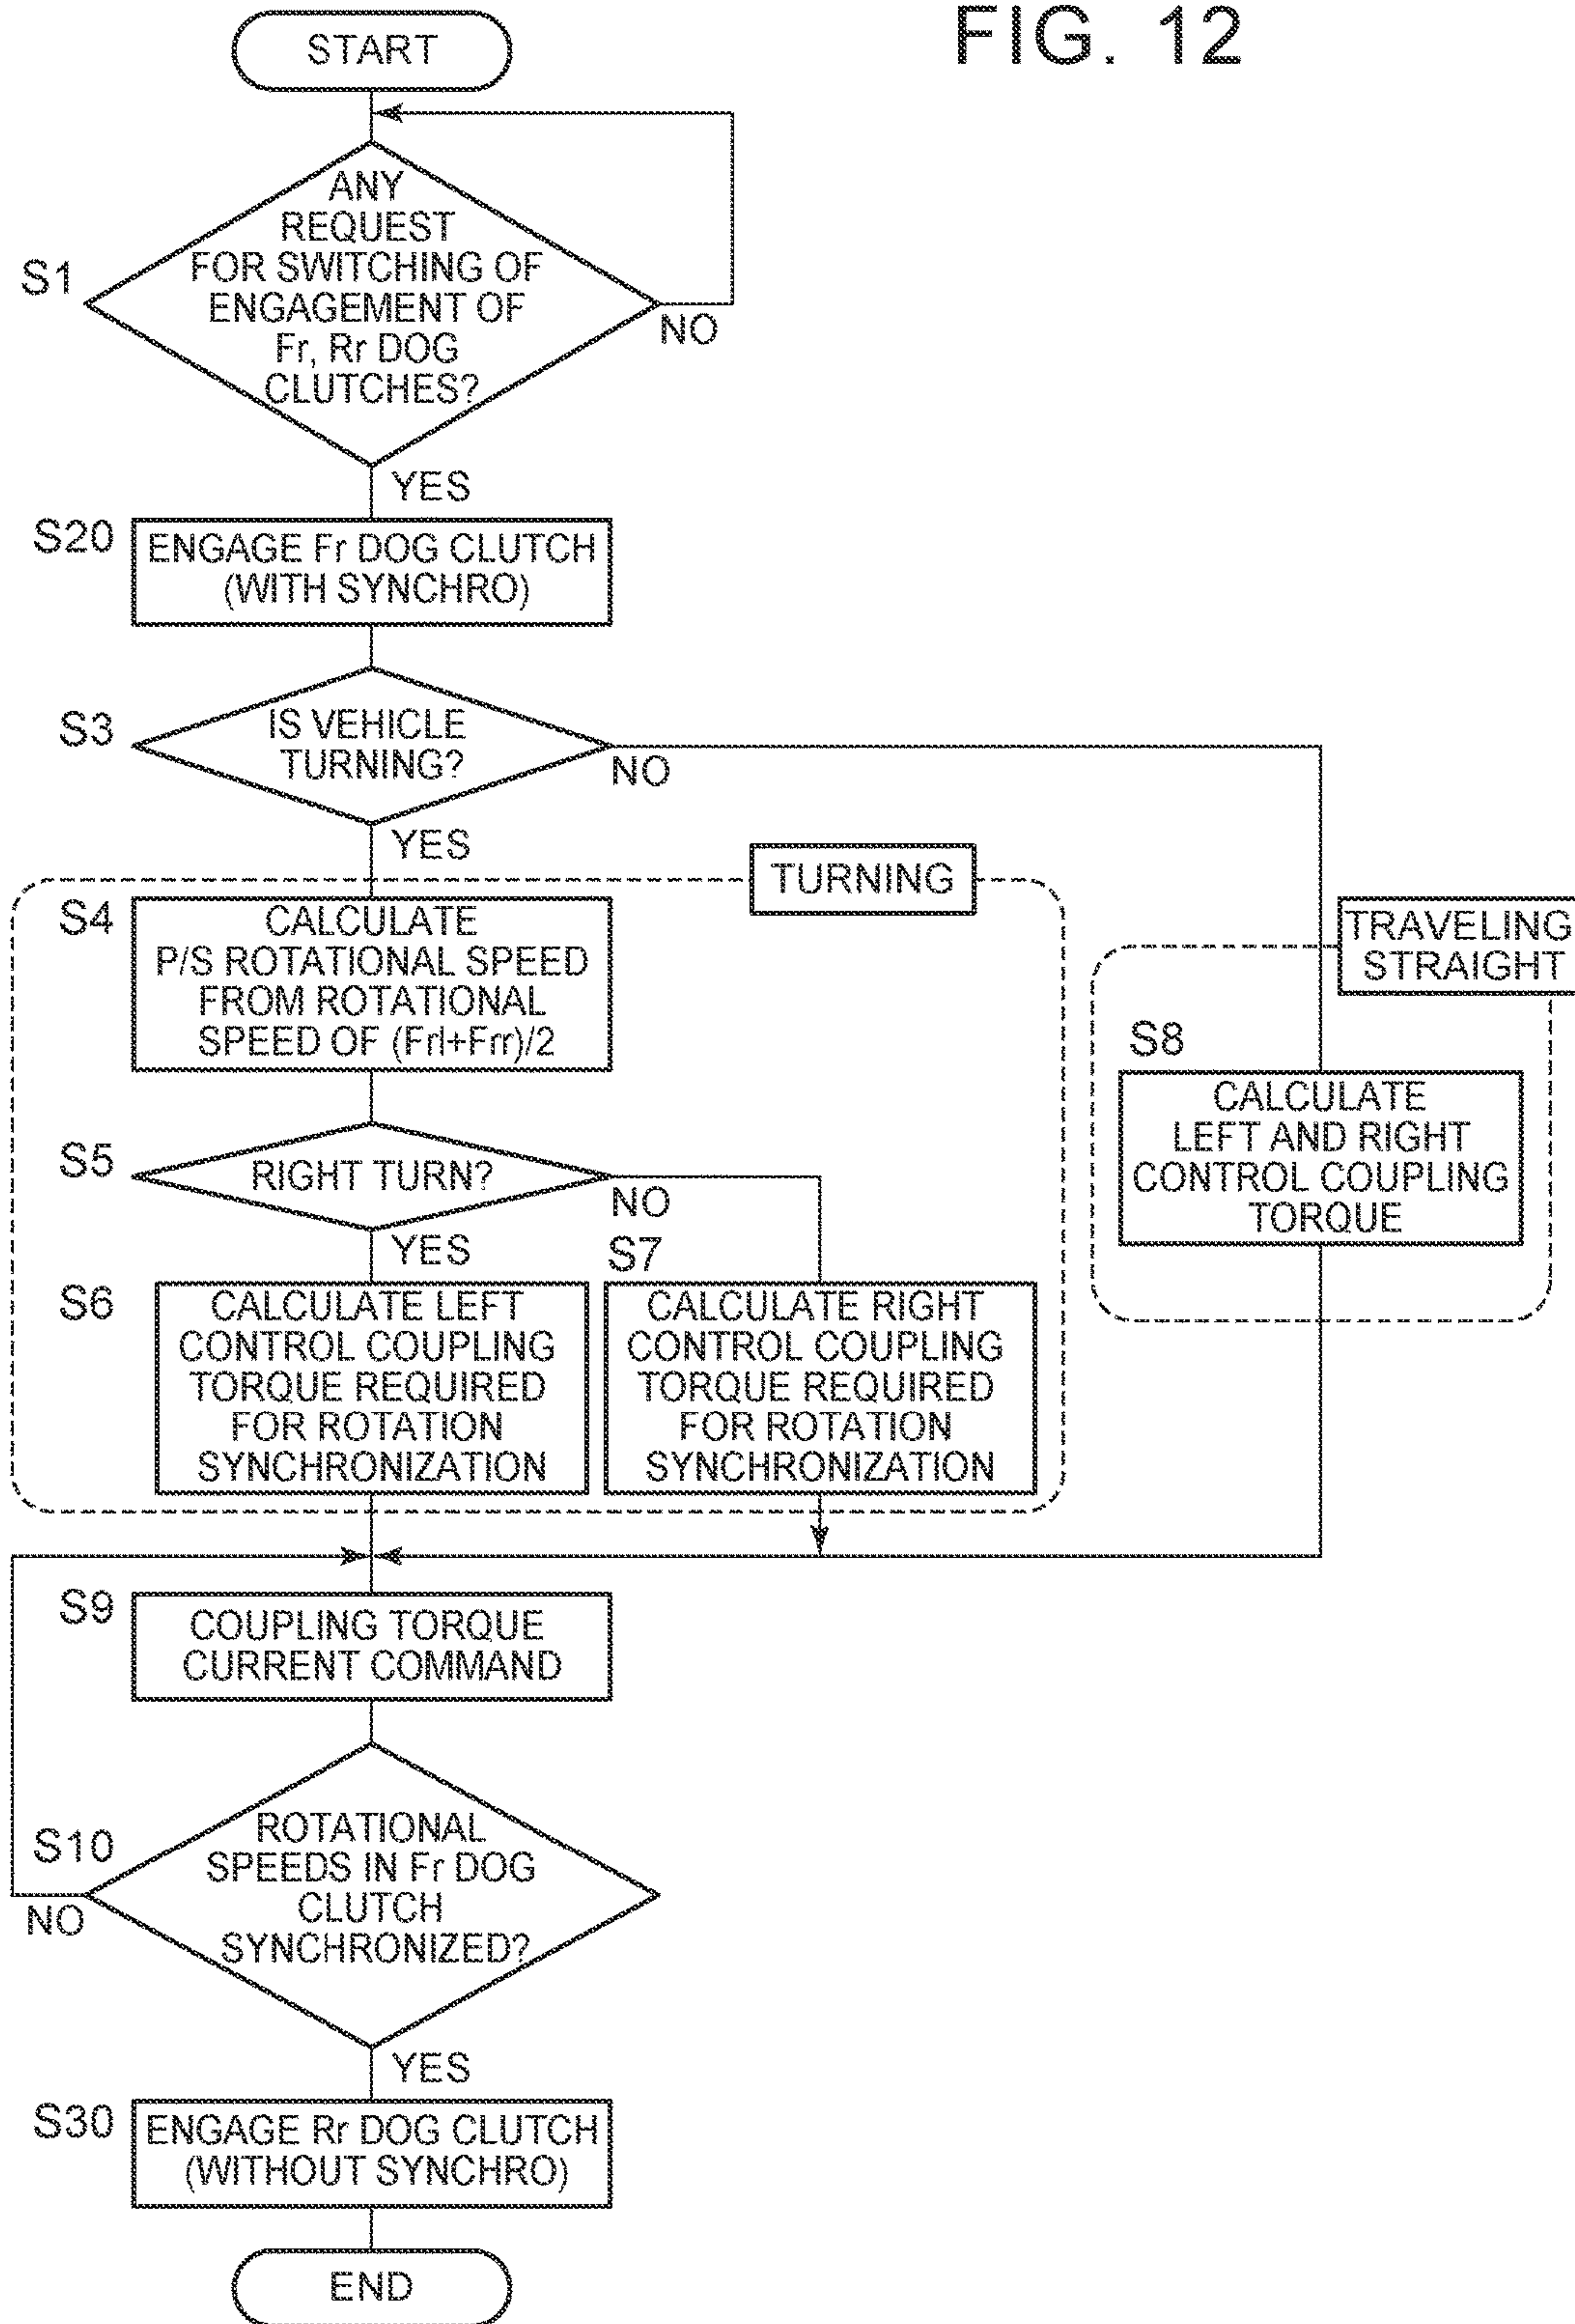 FIG. 12
START
S1
ANY
REQUEST
FOR SWITCHING OF
ENGAGEMENT OF
Fr, Rr DOG
CLUTCHES?
NO
YES
S20
ENGAGE Fr DOG CLUTCH
(WITH SYNCHRO)
S3
IS VEHICLE
TURNING?
NO
YES
TURNING
S4
CALCULATE
P/S ROTATIONAL SPEED
FROM ROTATIONAL
SPEED OF (Frl+Frr)/2
TRAVELING
STRAIGHT
S8
CALCULATE
LEFT AND RIGHT
CONTROL COUPLING
TORQUE
S5
RIGHT TURN?
NO
YES
S6
CALCULATE LEFT
CONTROL COUPLING
TORQUE REQUIRED
FOR ROTATION
SYNCHRONIZATION
S7
CALCULATE RIGHT
CONTROL COUPLING
TORQUE REQUIRED
FOR ROTATION
SYNCHRONIZATION
S9
COUPLING TORQUE
CURRENT COMMAND
S10
ROTATIONAL
SPEEDS IN Fr DOG
CLUTCH
SYNCHRONIZED?
NO
YES
S30
ENGAGE Rr DOG CLUTCH
(WITHOUT SYNCHRO)
END